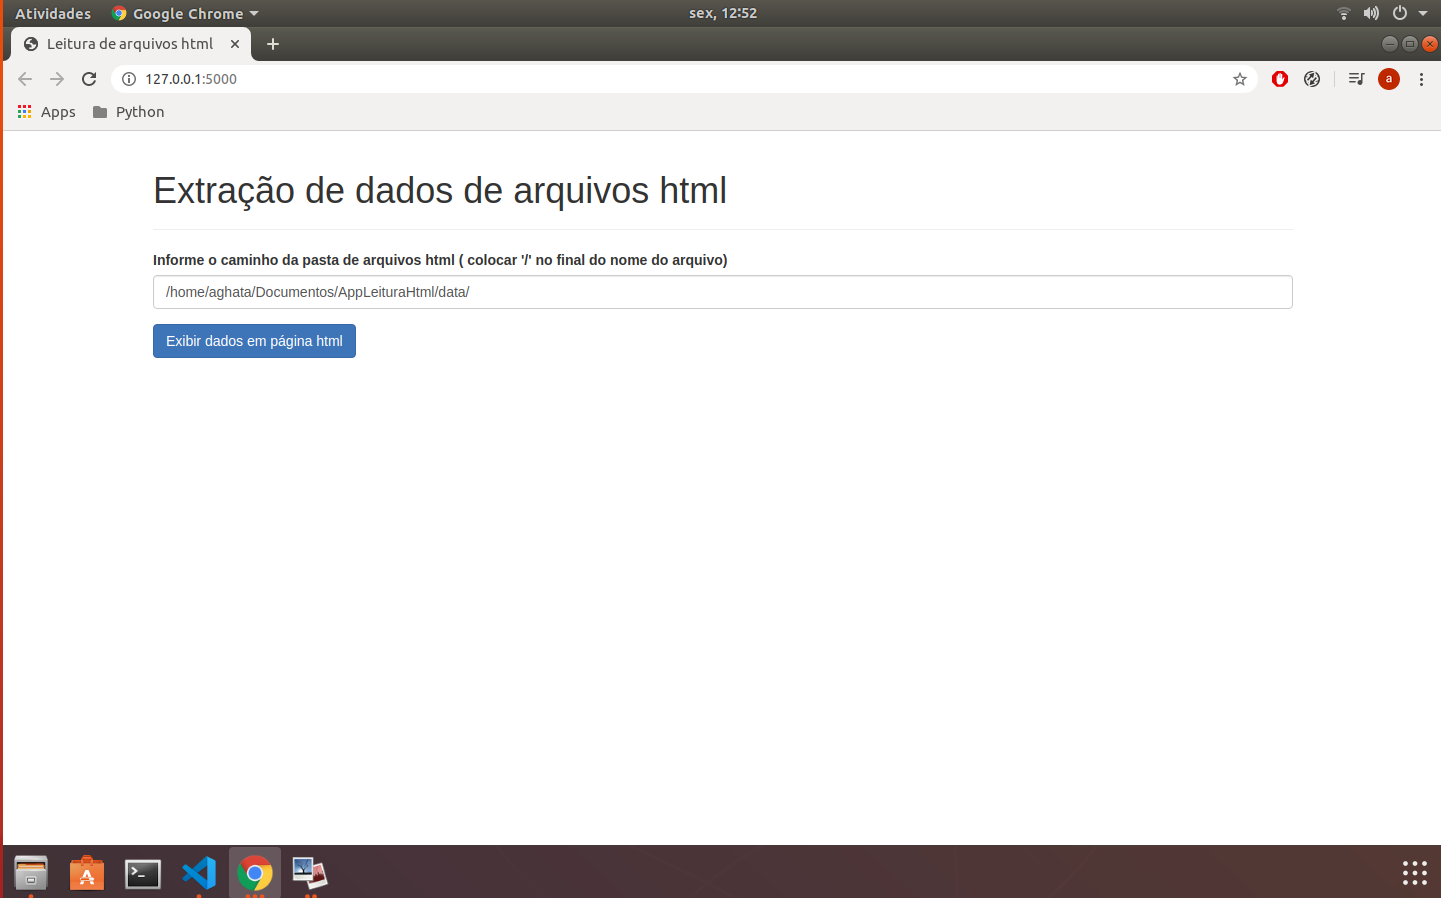 Atividades Google Chrome sex, 12:52
Leitura de arquivos html
127.0.0.1:5000 a
Apps Python
Extração de dados de arquivos html
Informe o caminho da pasta de arquivos html ( colocar '/' no final do nome do arquivo)
/home/aghata/Documentos/AppLeituraHtml/data/
Exibir dados em página html